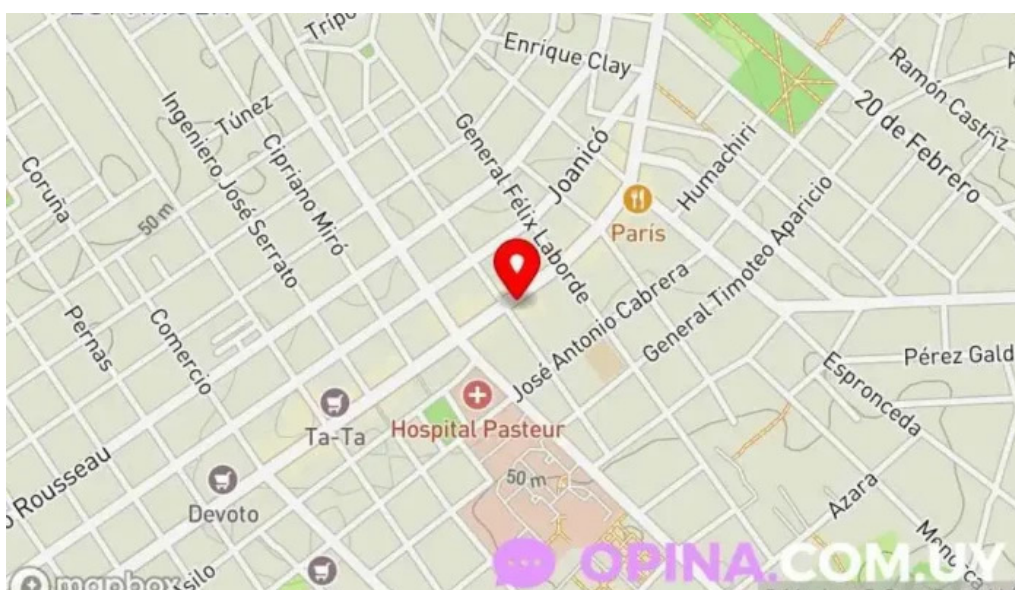 Tripo
Enrique Clay
Ramón Castriz
Túnez
Ingeniero José Serrato
Cipriano Miró
General Félix Laborde
Joanicó
Humachiri
20 de Febrero
Coruña
50 m
París
General Timoteo Aparicio
José Antonio Cabrera
Pernas
Comercio
Pérez Gald
Espronceda
Ta-Ta
Hospital Pasteur
50 m
o Rousseau
Devoto
Azara
Menorca
silo
mapbox
OPINA.COM.UY